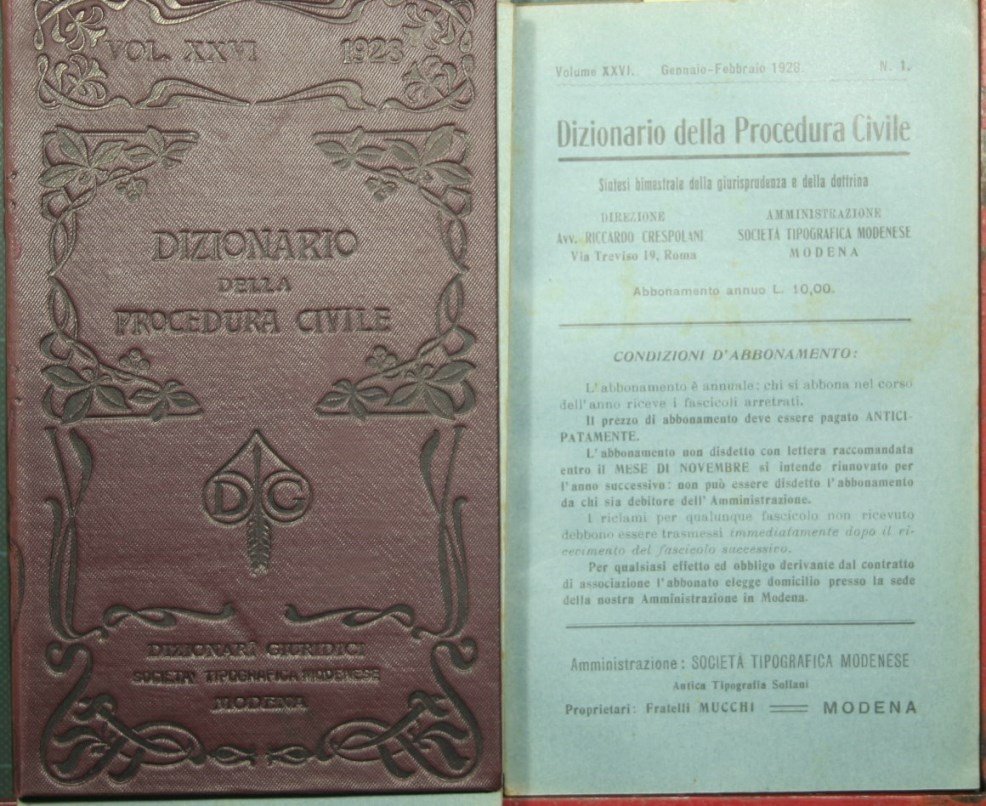 VOL. XXVI 1928
DIZIONARIO
DELLA
PROCEDURA CIVILE
D G
DIZIONARÎ GIURIDICI
SOCIETA' TIPOGRAFICA MODENESE
MODENA
Volume XXVI. Gennaio-Febbraio 1928. N. 1.
Dizionario della Procedura Civile
Sintesi bimestrale della giurisprudenza e della dottrina
DIREZIONE
Avv. RICCARDO CRESPOLANI
Via Treviso 19, Roma
AMMINISTRAZIONE
SOCIETÀ TIPOGRAFICA MODENESE
MODENA
Abbonamento annuo L. 10,00.
CONDIZIONI D'ABBONAMENTO:
L'abbonamento è annuale: chi si abbona nel corso
dell'anno riceve i fascicoli arretrati.
Il prezzo di abbonamento deve essere pagato ANTICI-
PATAMENTE.
L'abbonamento non disdetto con lettera raccomandata
entro il MESE DI NOVEMBRE si intende rinnovato per
l'anno successivo: non può essere disdetto l'abbonamento
da chi sia debitore dell'Amministrazione.
I riclami per qualunque fascicolo non ricevuto
debbono essere trasmessi immediatamente dopo il ri-
cevimento del fascicolo successivo.
Per qualsiasi effetto ed obbligo derivante dal contratto
di associazione l'abbonato elegge domicilio presso la sede
della nostra Amministrazione in Modena.
Amministrazione: SOCIETÀ TIPOGRAFICA MODENESE
Antica Tipografia Soliani
Proprietari: Fratelli MUCCHI MODENA